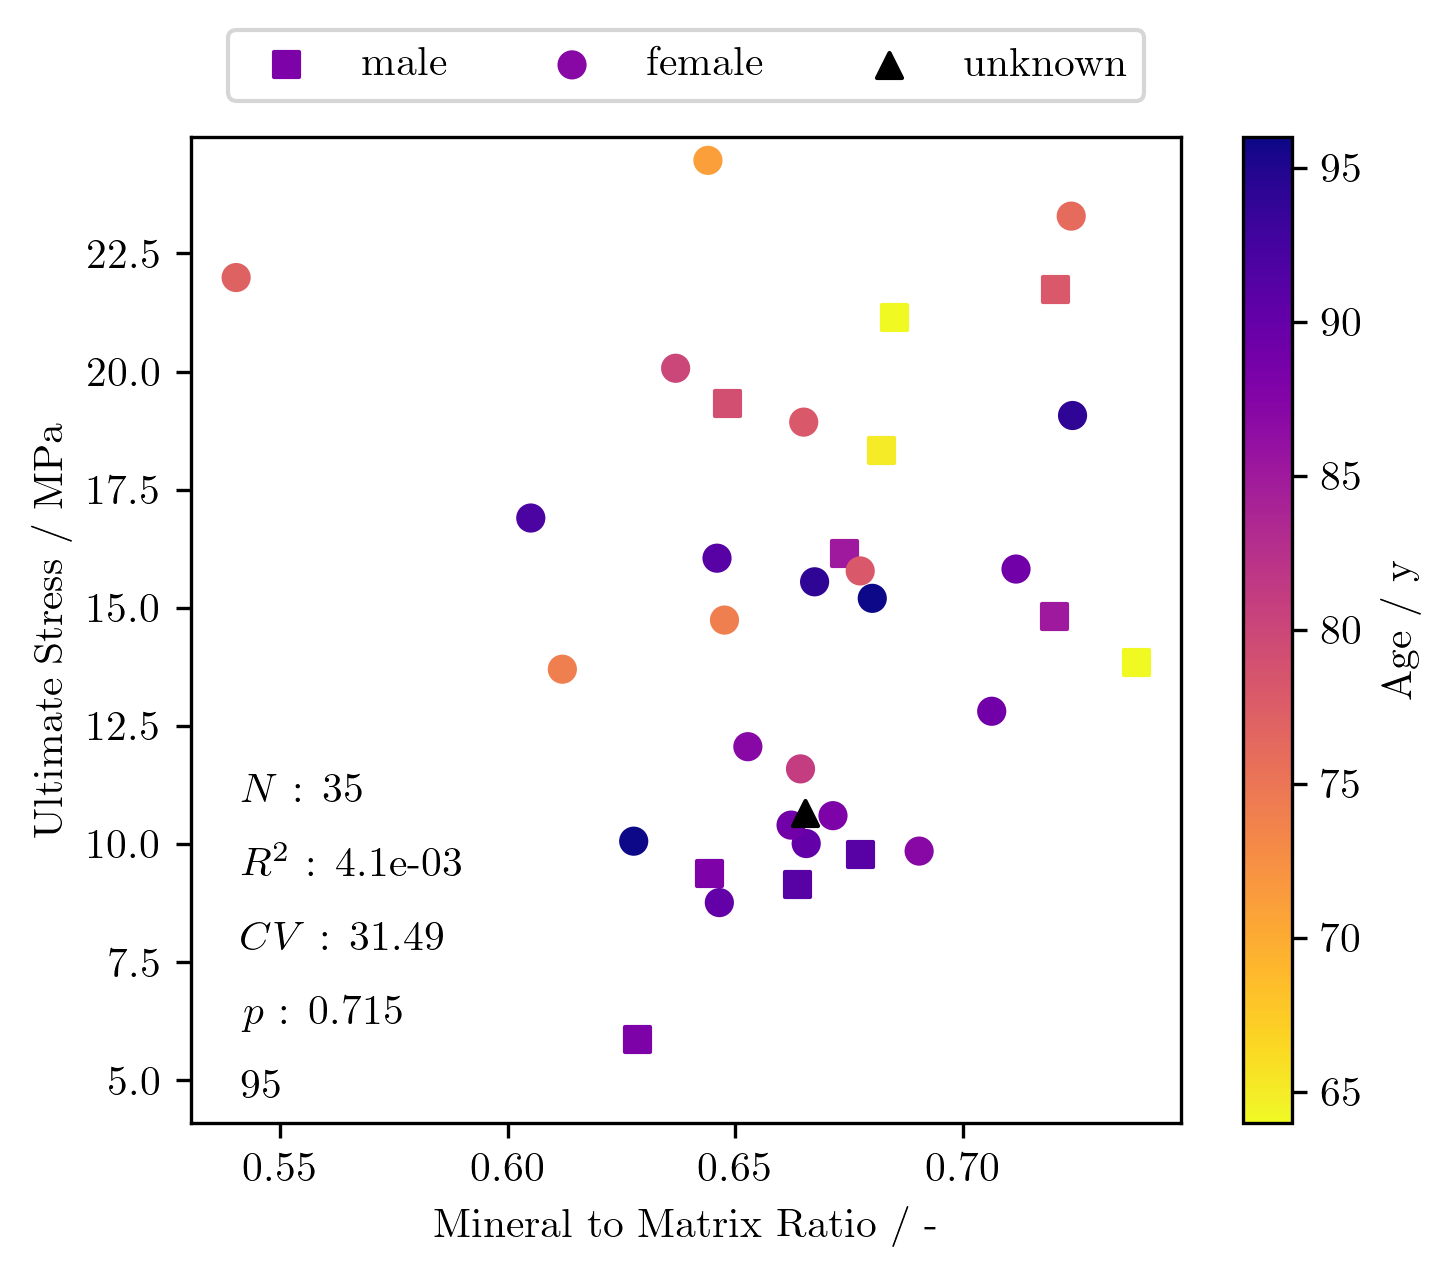 male female unknown
22.5
20.0
17.5
15.0
12.5
10.0
7.5
5.0
Ultimate Stress / MPa
N : 35
R² : 4.1e-03
CV : 31.49
p : 0.715
95
0.55 0.60 0.65 0.70
Mineral to Matrix Ratio / -
95
90
85
80
75
70
65
Age / y